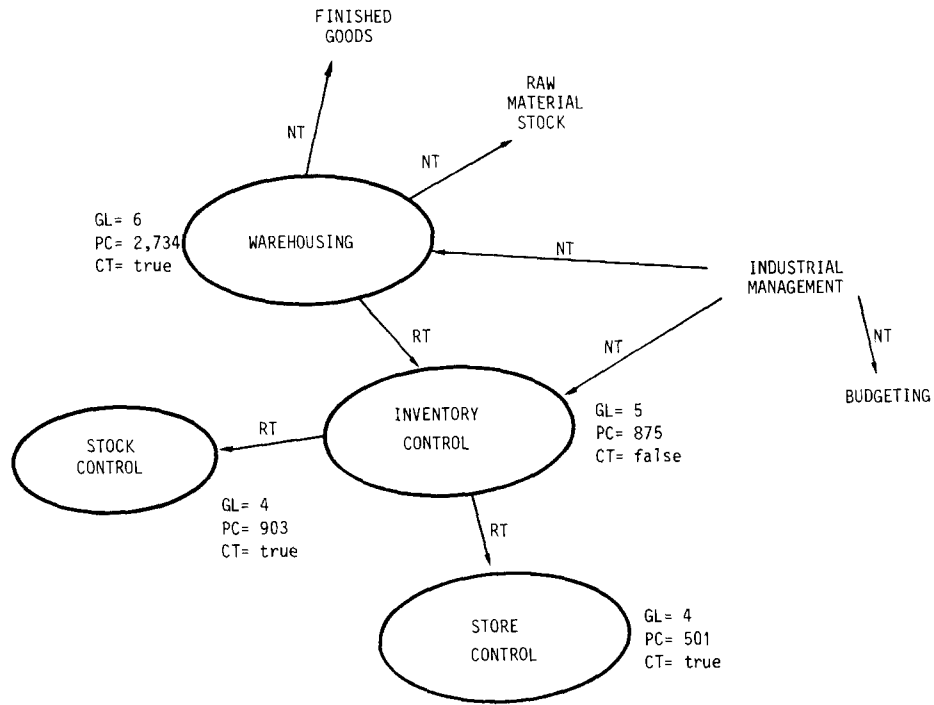 FINISHED
GOODS
RAW
MATERIAL
STOCK
NT
NT
GL= 6
PC= 2,734
CT= true
WAREHOUSING
NT
INDUSTRIAL
MANAGEMENT
RT
NT
NT
BUDGETING
INVENTORY
CONTROL
GL= 5
PC= 875
CT= false
RT
STOCK
CONTROL
GL= 4
PC= 903
CT= true
RT
STORE
CONTROL
GL= 4
PC= 501
CT= true